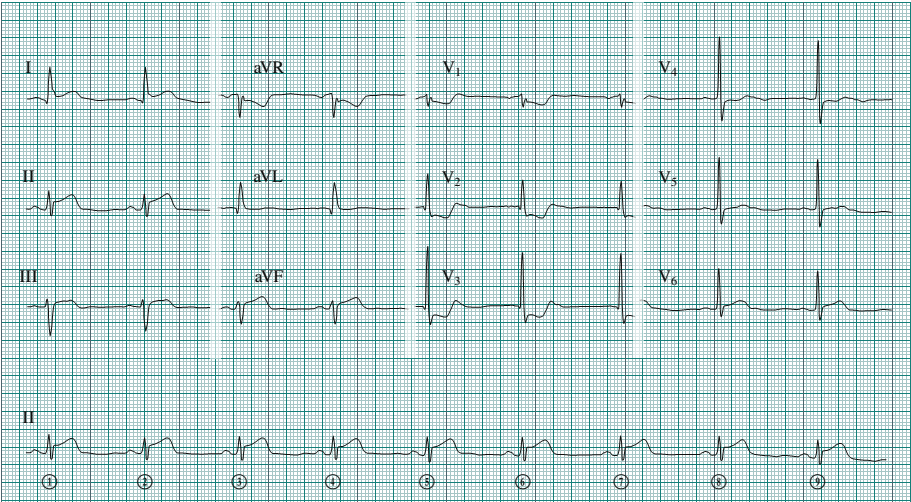 I aVR V₁ V₄
II aVL V₂ V₅
III aVF V₃ V₆
II
① ② ③ ④ ⑤ ⑥ ⑦ ⑧ ⑨